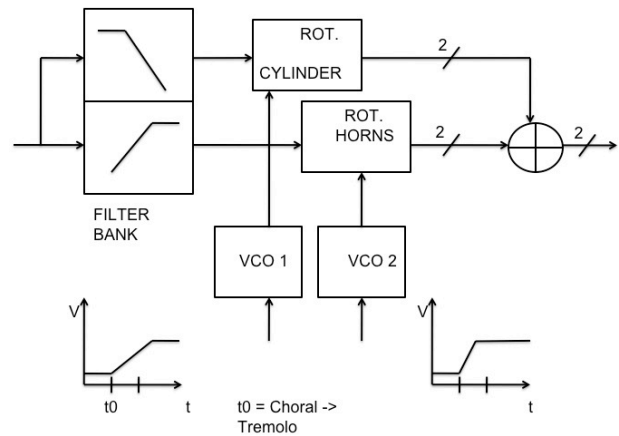 ROT.
2
CYLINDER
ROT.
HORNS
2
2
FILTER
BANK
VCO 1
VCO 2
V
V
t0
t
t0 = Choral ->
Tremolo
t